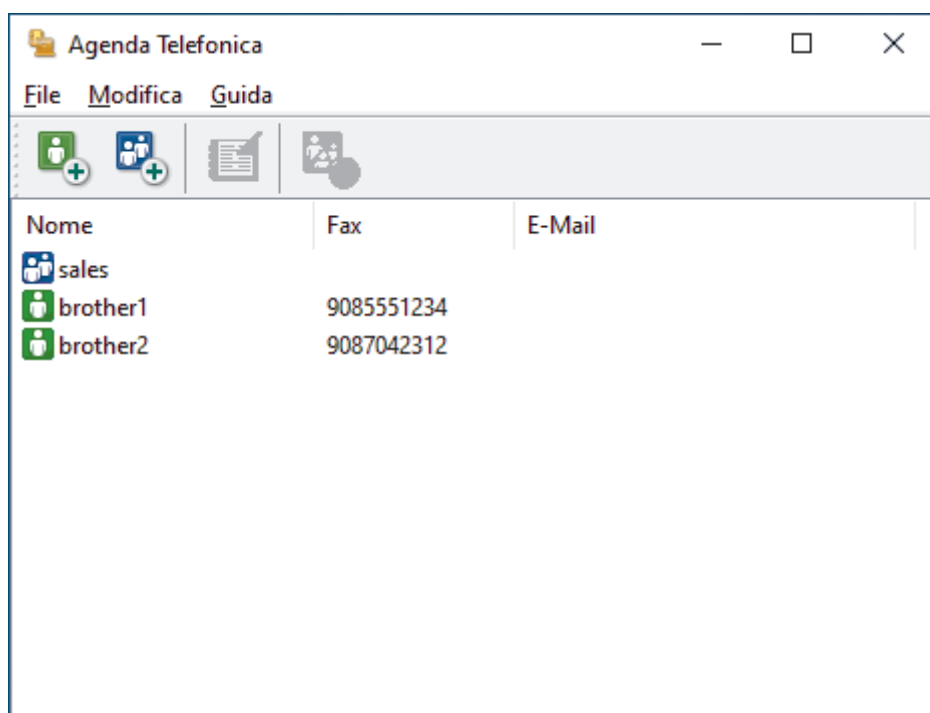 Agenda Telefonica
File Modifica Guida
Nome Fax E-Mail
sales
brother1 9085551234
brother2 9087042312